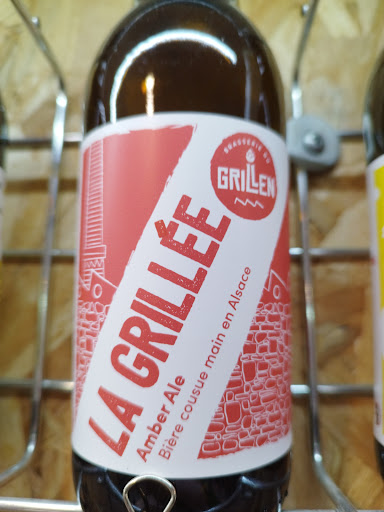 BRASSERIE DU
GRILLEN
LA GRILLÉE
Amber Ale
Bière cousue main en Alsace